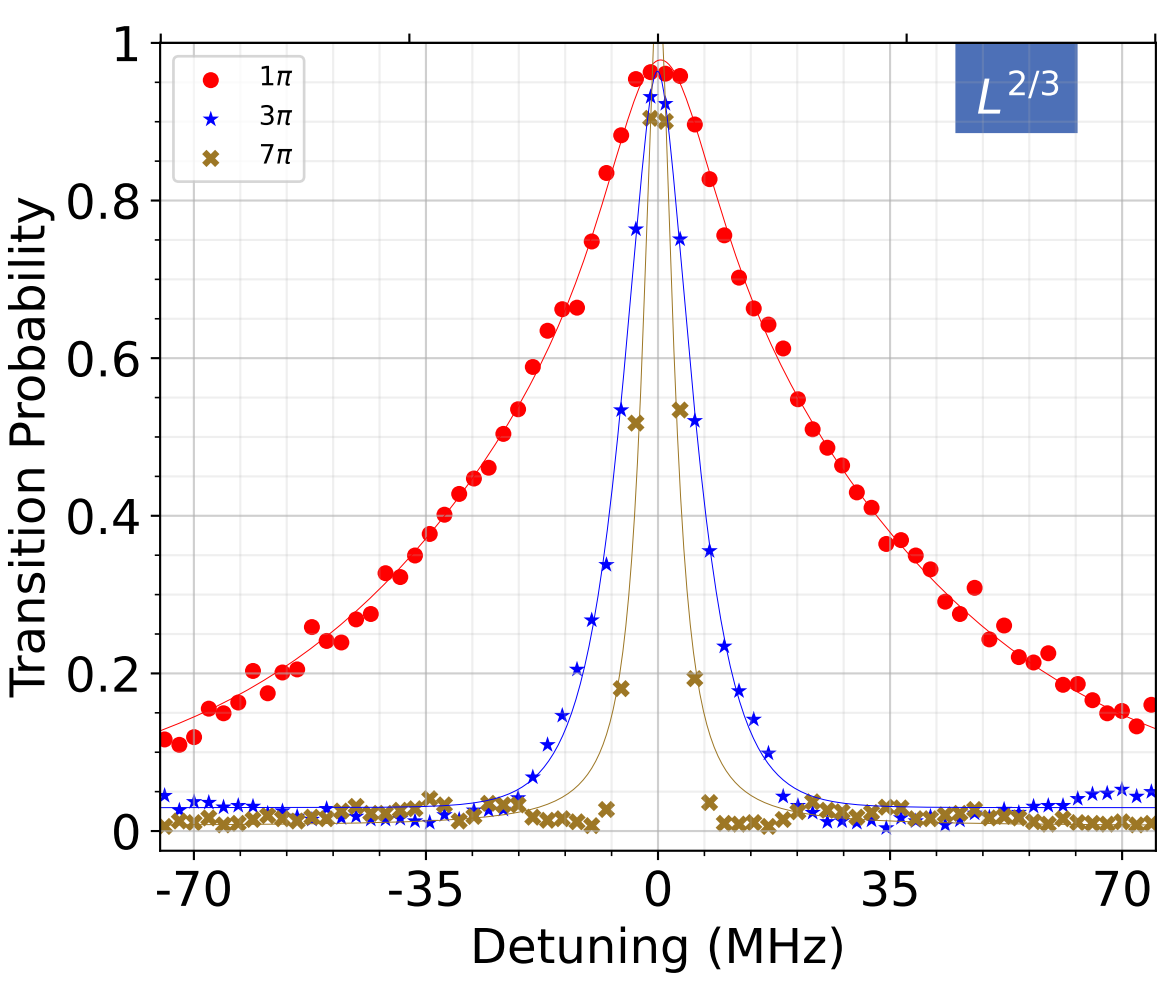 1π
3π
7π
L^2/3
Transition Probability
1
0.8
0.6
0.4
0.2
0
-70 -35 0 35 70
Detuning (MHz)